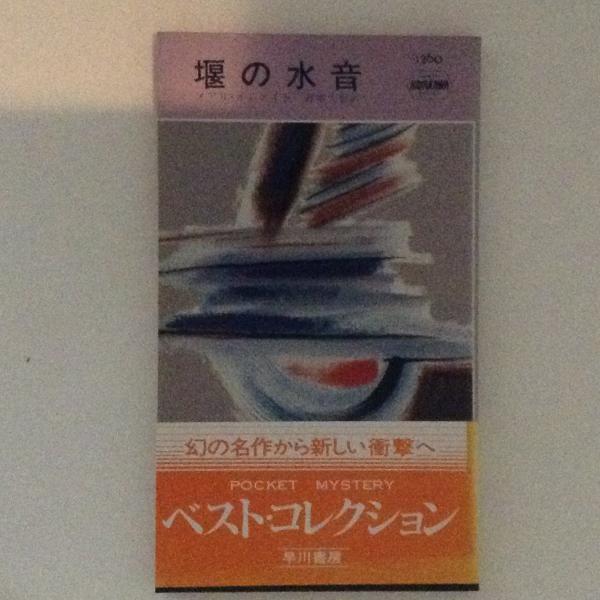 堰の水音
1360
幻の名作から新しい衝撃へ
POCKET MYSTERY
ベスト・コレクション
早川書房